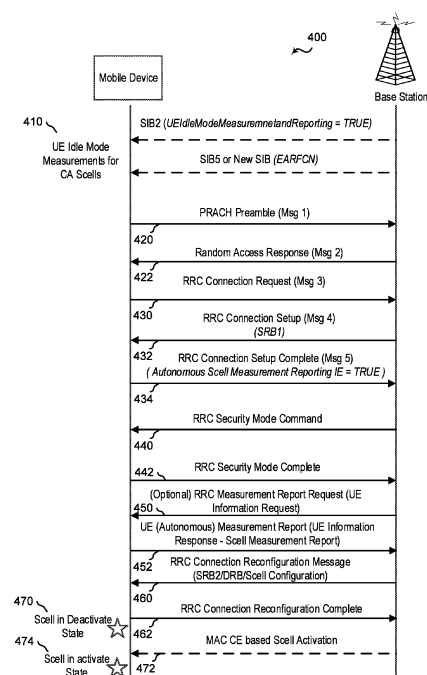 400
Mobile Device
Base Station
410
SIB2 (UEIdleModeMeasuremnetandReporting = TRUE)
UE Idle Mode
Measurements for
CA Scells
SIB5 or New SIB (EARFCN)
PRACH Preamble (Msg 1)
420
Random Access Response (Msg 2)
422
RRC Connection Request (Msg 3)
430
RRC Connection Setup (Msg 4)
(SRB1)
432
RRC Connection Setup Complete (Msg 5)
( Autonomous Scell Measurement Reporting IE = TRUE )
434
RRC Security Mode Command
440
442
RRC Security Mode Complete
(Optional) RRC Measurement Report Request (UE
450
Information Request)
UE (Autonomous) Measurement Report (UE Information
Response - Scell Measurement Report)
452
RRC Connection Reconfiguration Message
(SRB2/DRB/Scell Configuration)
460
470
RRC Connection Reconfiguration Complete
Scell in Deactivate
State
462
474
MAC CE based Scell Activation
Scell in activate
State
472